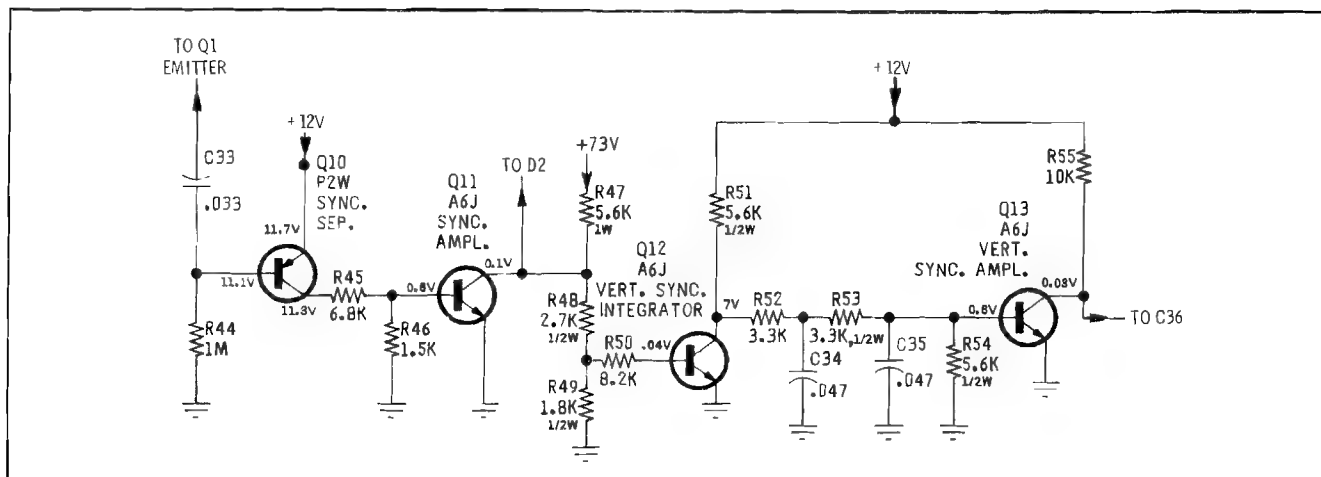 TO Q1
EMITTER
C33
.033
R44
1M
+12V
Q10
P2W
SYNC.
SEP.
11.7V
11.1V
11.3V
R45
6.8K
R46
1.5K
Q11
A6J
SYNC.
AMPL.
0.8V
0.1V
TO D2
+73V
R47
5.6K
1W
R48
2.7K
1/2W
R49
1.8K
1/2W
R50
8.2K
Q12
A6J
VERT. SYNC.
INTEGRATOR
.04V
7V
R51
5.6K
1/2W
+12V
R52
3.3K
R53
3.3K,1/2W
C34
.047
C35
.047
R54
5.6K
1/2W
Q13
A6J
VERT.
SYNC. AMPL.
0.03V
R55
10K
TO C36